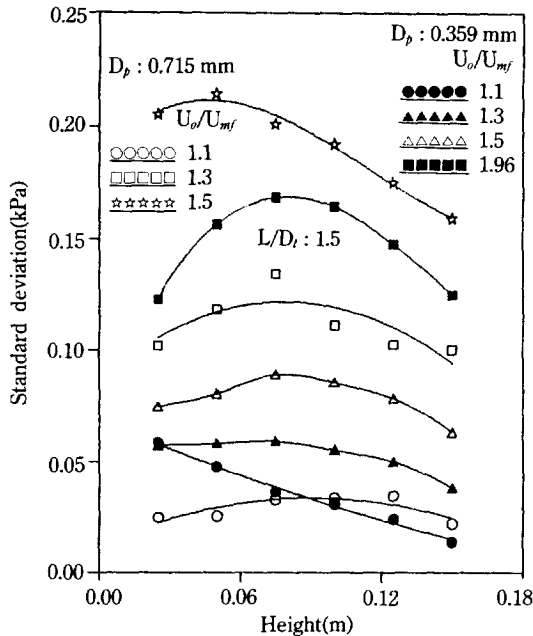 0.25
0.20
0.15
0.10
0.05
0.00
Standard deviation(kPa)
D_p : 0.715 mm
U_o/U_mf
○○○○○ 1.1
□□□□□ 1.3
☆☆☆☆☆ 1.5
D_p : 0.359 mm
U_o/U_mf
●●●●● 1.1
▲▲▲▲▲ 1.3
△△△△△ 1.5
■■■■■ 1.96
L/D_t : 1.5
0.00 0.06 0.12 0.18
Height(m)